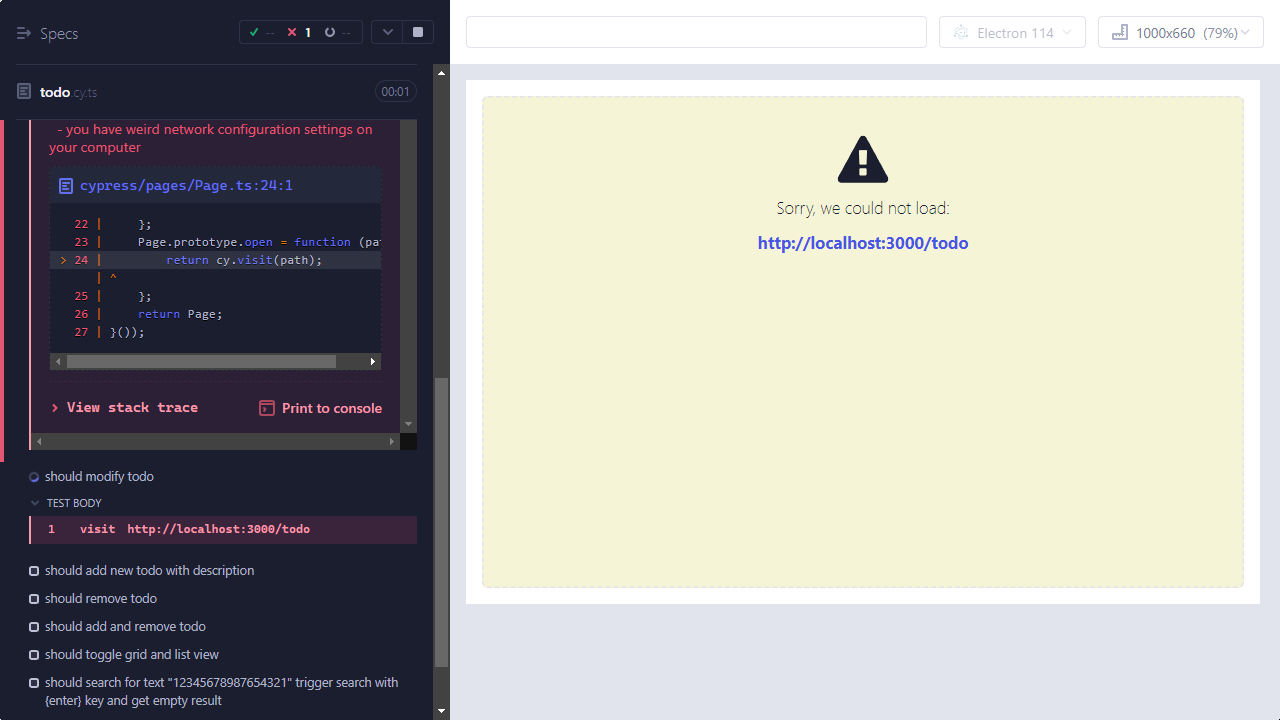 Specs
--
1
--
todo.cy.ts
00:01
- you have weird network configuration settings on
your computer
cypress/pages/Page.ts:24:1
22 |     };
23 |     Page.prototype.open = function (pa
> 24 |         return cy.visit(path);
| ^
25 |     };
26 |     return Page;
27 | }());
View stack trace
Print to console
should modify todo
TEST BODY
1 visit http://localhost:3000/todo
should add new todo with description
should remove todo
should add and remove todo
should toggle grid and list view
should search for text "12345678987654321" trigger search with
{enter} key and get empty result
Electron 114
1000x660 (79%)
Sorry, we could not load:
http://localhost:3000/todo